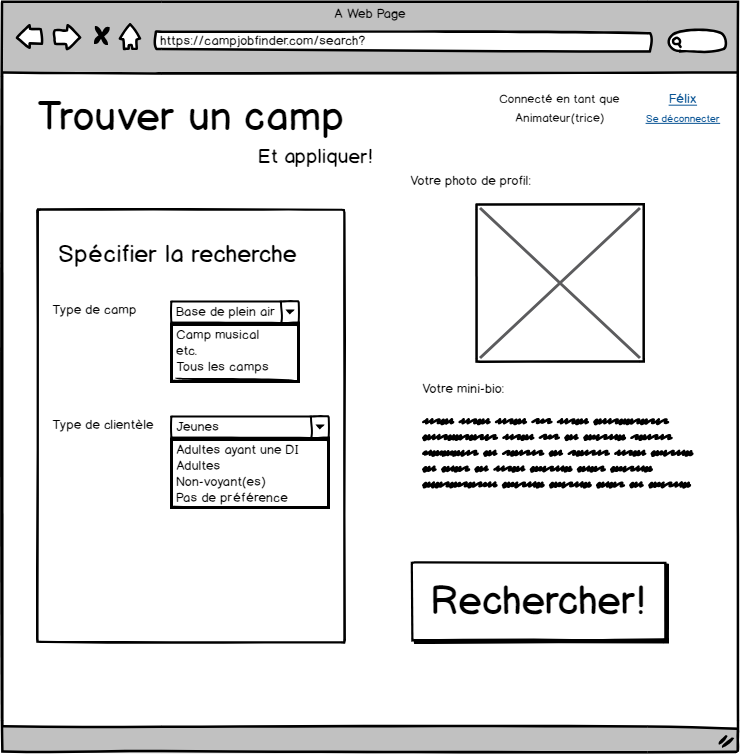 A Web Page
https://campjobfinder.com/search?
Trouver un camp
Et appliquer!
Connecté en tant que
Animateur(trice)
Félix
Se déconnecter
Votre photo de profil:
Spécifier la recherche
Type de camp
Base de plein air
Camp musical
etc.
Tous les camps
Type de clientèle
Jeunes
Adultes ayant une DI
Adultes
Non-voyant(es)
Pas de préférence
Votre mini-bio:
Rechercher!